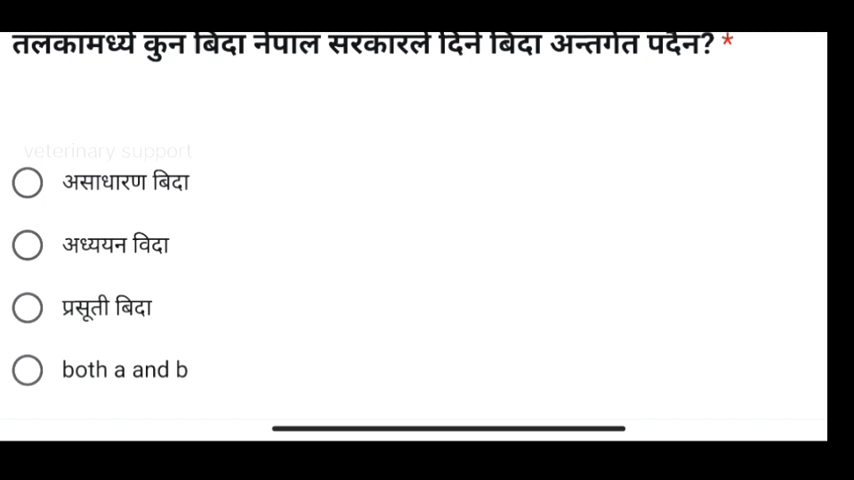 तलकामध्ये कुन बिदा नेपाल सरकारले दिने बिदा अन्तर्गत पर्दैन? *
veterinary support
असाधारण बिदा
अध्ययन विदा
प्रसूती बिदा
both a and b